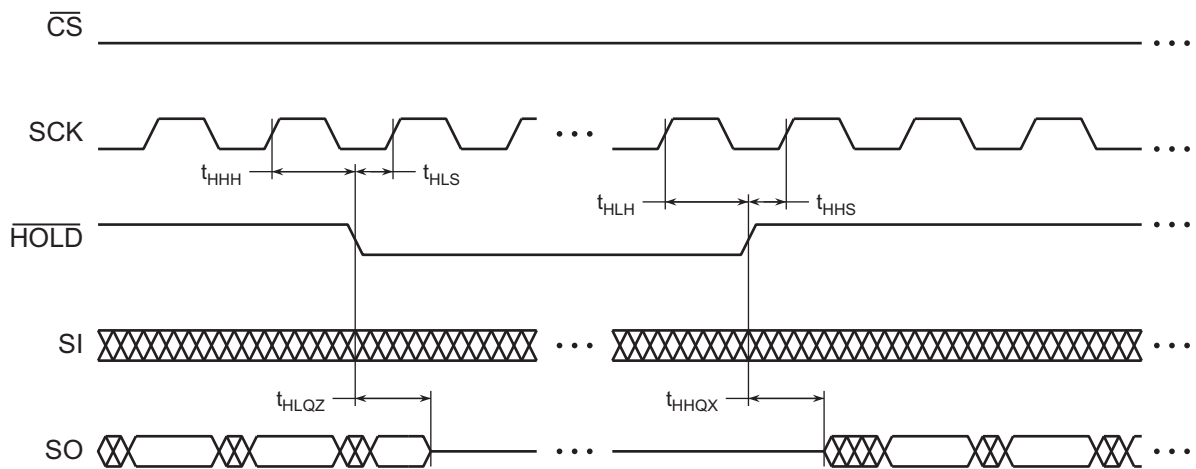 CS
SCK
tHHH
tHLS
tHLH
tHHS
HOLD
SI
tHLQZ
tHHQX
SO